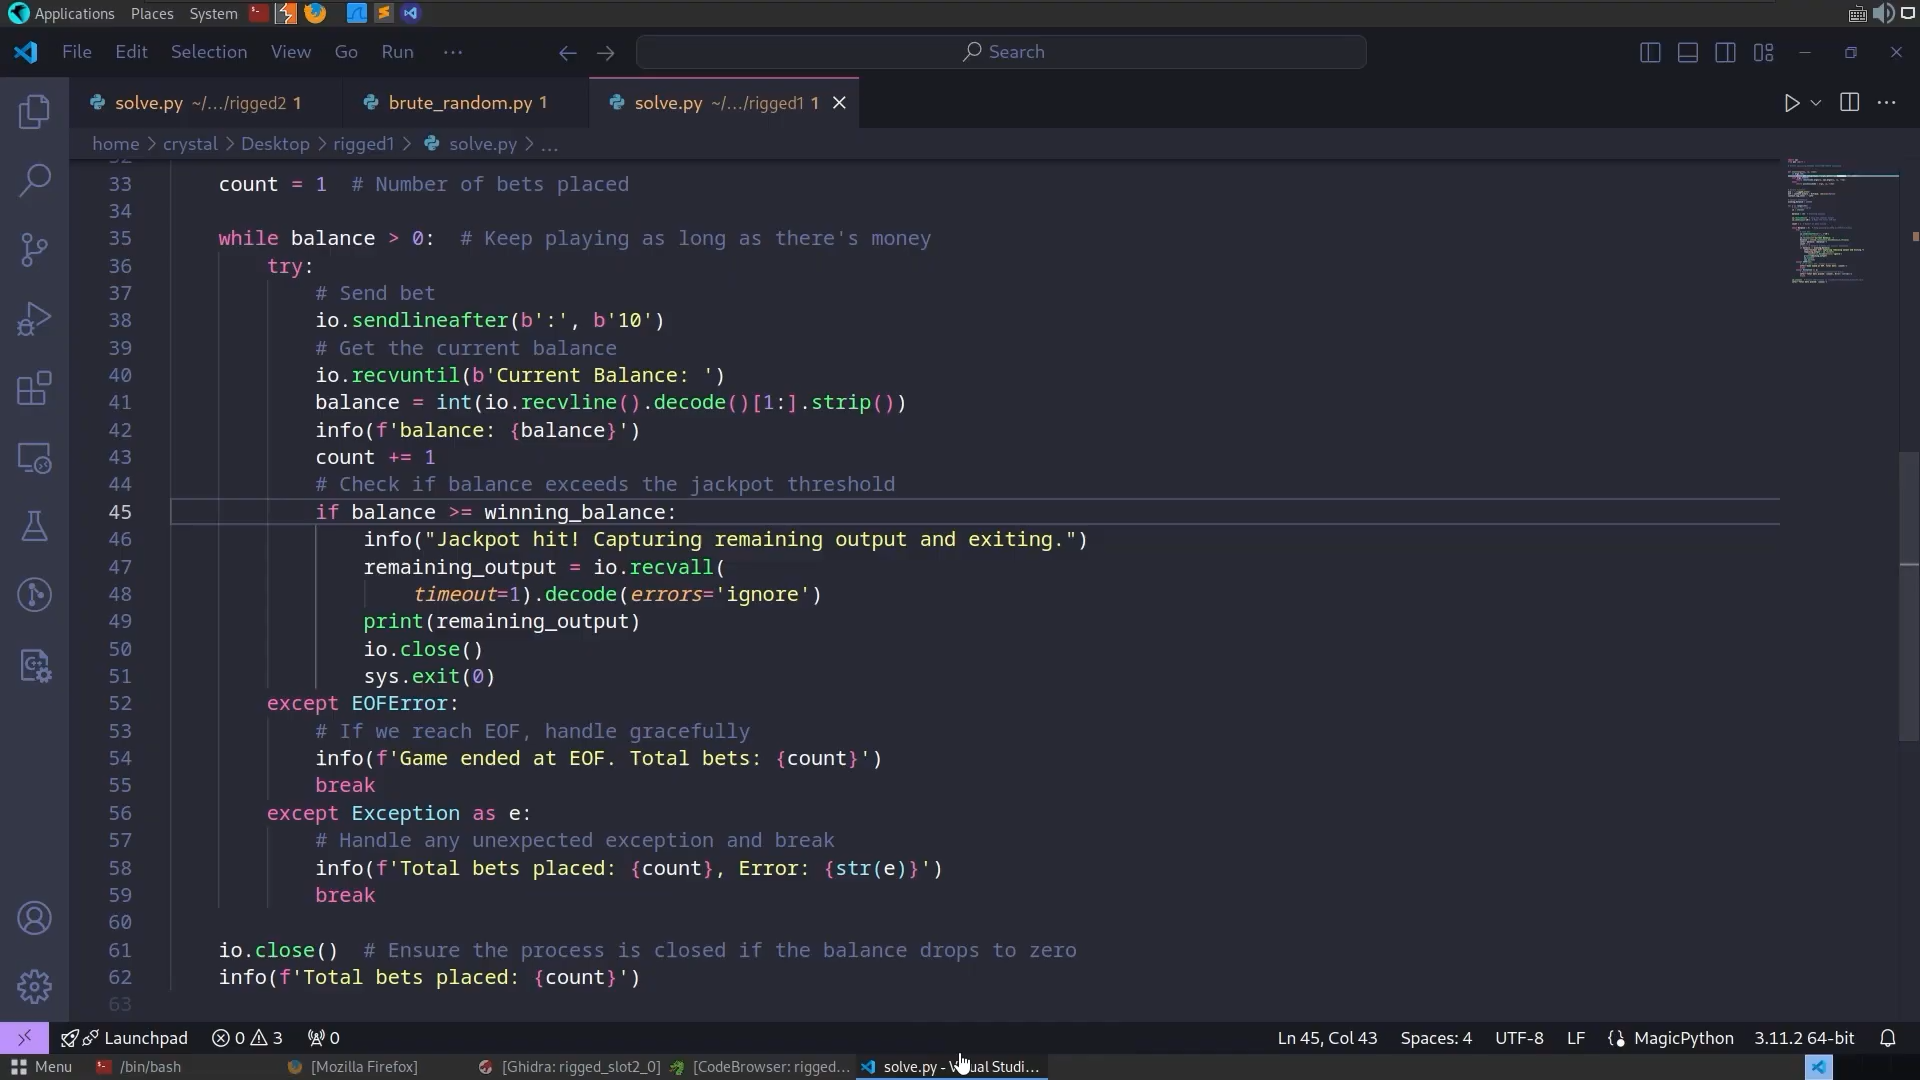 Applications Places System
File Edit Selection View Go Run ··· Search
solve.py ~/.../rigged2 1 brute_random.py 1 solve.py ~/.../rigged1 1
home > crystal > Desktop > rigged1 > solve.py > ...
33 count = 1 # Number of bets placed
34
35 while balance > 0: # Keep playing as long as there's money
36 try:
37 # Send bet
38 io.sendlineafter(b':', b'10')
39 # Get the current balance
40 io.recvuntil(b'Current Balance: ')
41 balance = int(io.recvline().decode()[1:].strip())
42 info(f'balance: {balance}')
43 count += 1
44 # Check if balance exceeds the jackpot threshold
45 if balance >= winning_balance:
46 info("Jackpot hit! Capturing remaining output and exiting.")
47 remaining_output = io.recvall(
48 timeout=1).decode(errors='ignore')
49 print(remaining_output)
50 io.close()
51 sys.exit(0)
52 except EOFError:
53 # If we reach EOF, handle gracefully
54 info(f'Game ended at EOF. Total bets: {count}')
55 break
56 except Exception as e:
57 # Handle any unexpected exception and break
58 info(f'Total bets placed: {count}, Error: {str(e)}')
59 break
60
61 io.close() # Ensure the process is closed if the balance drops to zero
62 info(f'Total bets placed: {count}')
63
Launchpad 0 3 0 Ln 45, Col 43 Spaces: 4 UTF-8 LF MagicPython 3.11.2 64-bit
Menu /bin/bash [Mozilla Firefox] [Ghidra: rigged_slot2_0] [CodeBrowser: rigged... solve.py - Visual Studi...